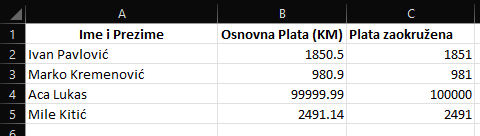 A B C
1 Ime i Prezime Osnovna Plata (KM) Plata zaokružena
2 Ivan Pavlović 1850.5 1851
3 Marko Kremenović 980.9 981
4 Aca Lukas 99999.99 100000
5 Mile Kitić 2491.14 2491